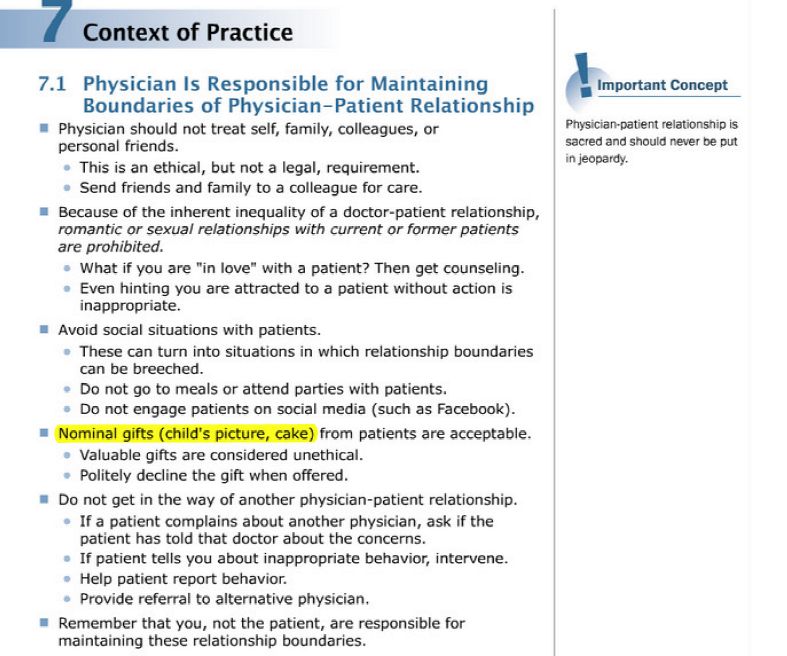 7 Context of Practice
7.1 Physician Is Responsible for Maintaining
Boundaries of Physician–Patient Relationship
Physician should not treat self, family, colleagues, or
personal friends.
This is an ethical, but not a legal, requirement.
Send friends and family to a colleague for care.
Because of the inherent inequality of a doctor-patient relationship,
romantic or sexual relationships with current or former patients
are prohibited.
What if you are "in love" with a patient? Then get counseling.
Even hinting you are attracted to a patient without action is
inappropriate.
Avoid social situations with patients.
These can turn into situations in which relationship boundaries
can be breeched.
Do not go to meals or attend parties with patients.
Do not engage patients on social media (such as Facebook).
Nominal gifts (child's picture, cake) from patients are acceptable.
Valuable gifts are considered unethical.
Politely decline the gift when offered.
Do not get in the way of another physician-patient relationship.
If a patient complains about another physician, ask if the
patient has told that doctor about the concerns.
If patient tells you about inappropriate behavior, intervene.
Help patient report behavior.
Provide referral to alternative physician.
Remember that you, not the patient, are responsible for
maintaining these relationship boundaries.
! Important Concept
Physician-patient relationship is
sacred and should never be put
in jeopardy.